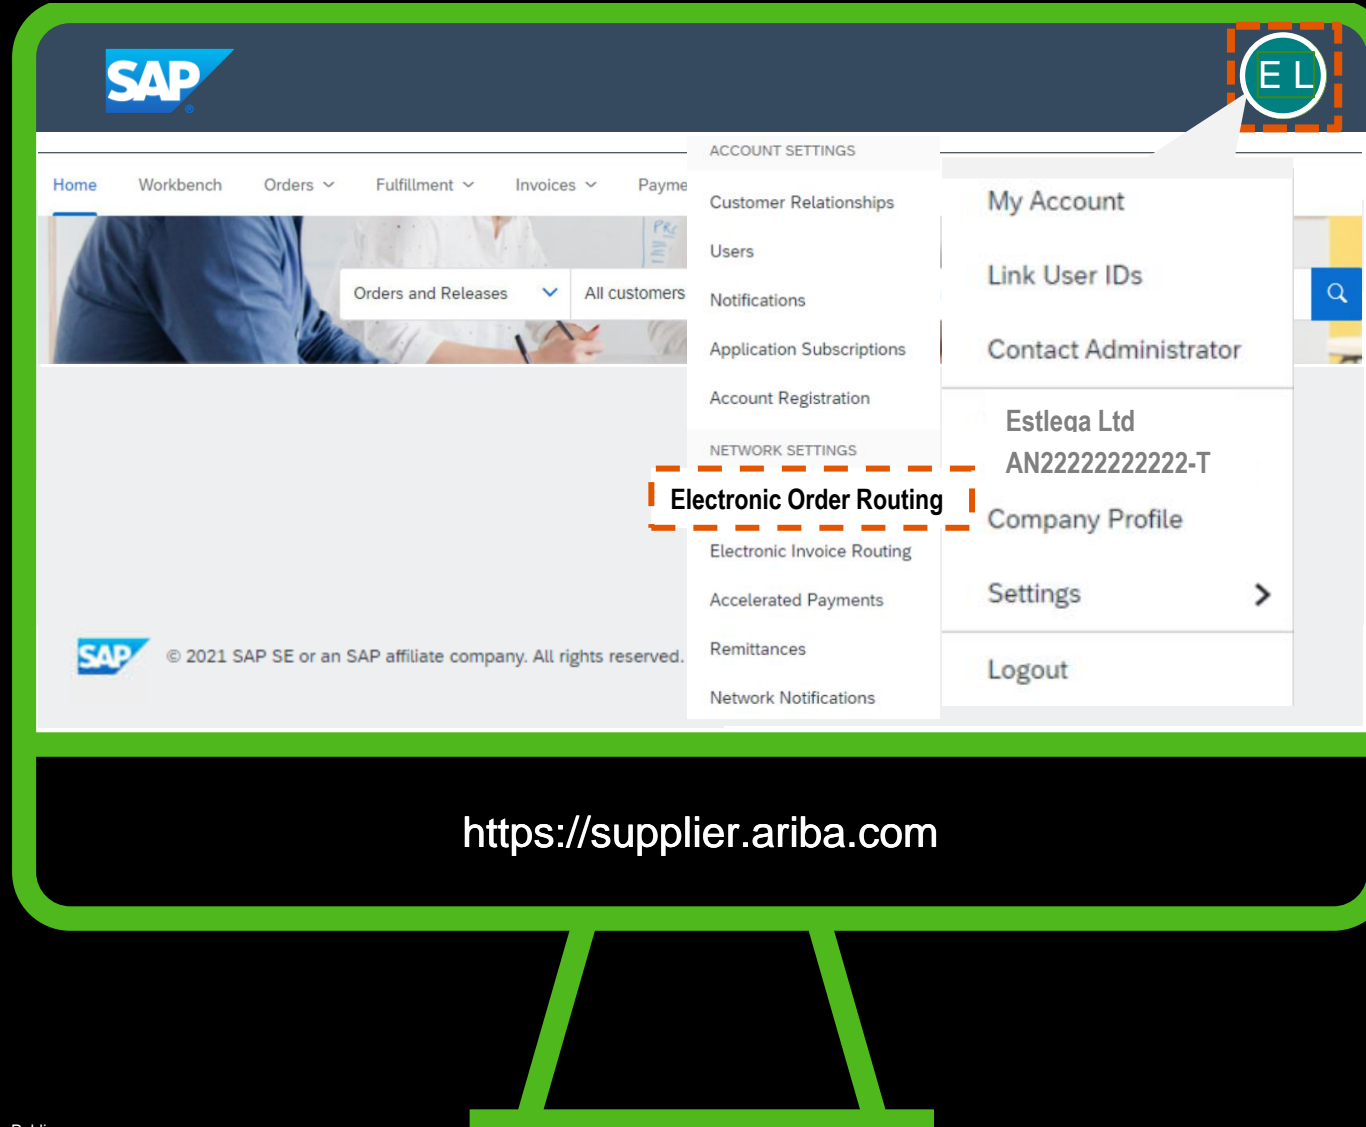 SAP
E L
Home Workbench Orders Fulfillment Invoices Payme
Orders and Releases All customers
ACCOUNT SETTINGS
Customer Relationships
Users
Notifications
Application Subscriptions
Account Registration
NETWORK SETTINGS
Electronic Order Routing
Electronic Invoice Routing
Accelerated Payments
Remittances
Network Notifications
My Account
Link User IDs
Contact Administrator
Estlega Ltd
AN22222222222-T
Company Profile
Settings
Logout
SAP © 2021 SAP SE or an SAP affiliate company. All rights reserved.
https://supplier.ariba.com